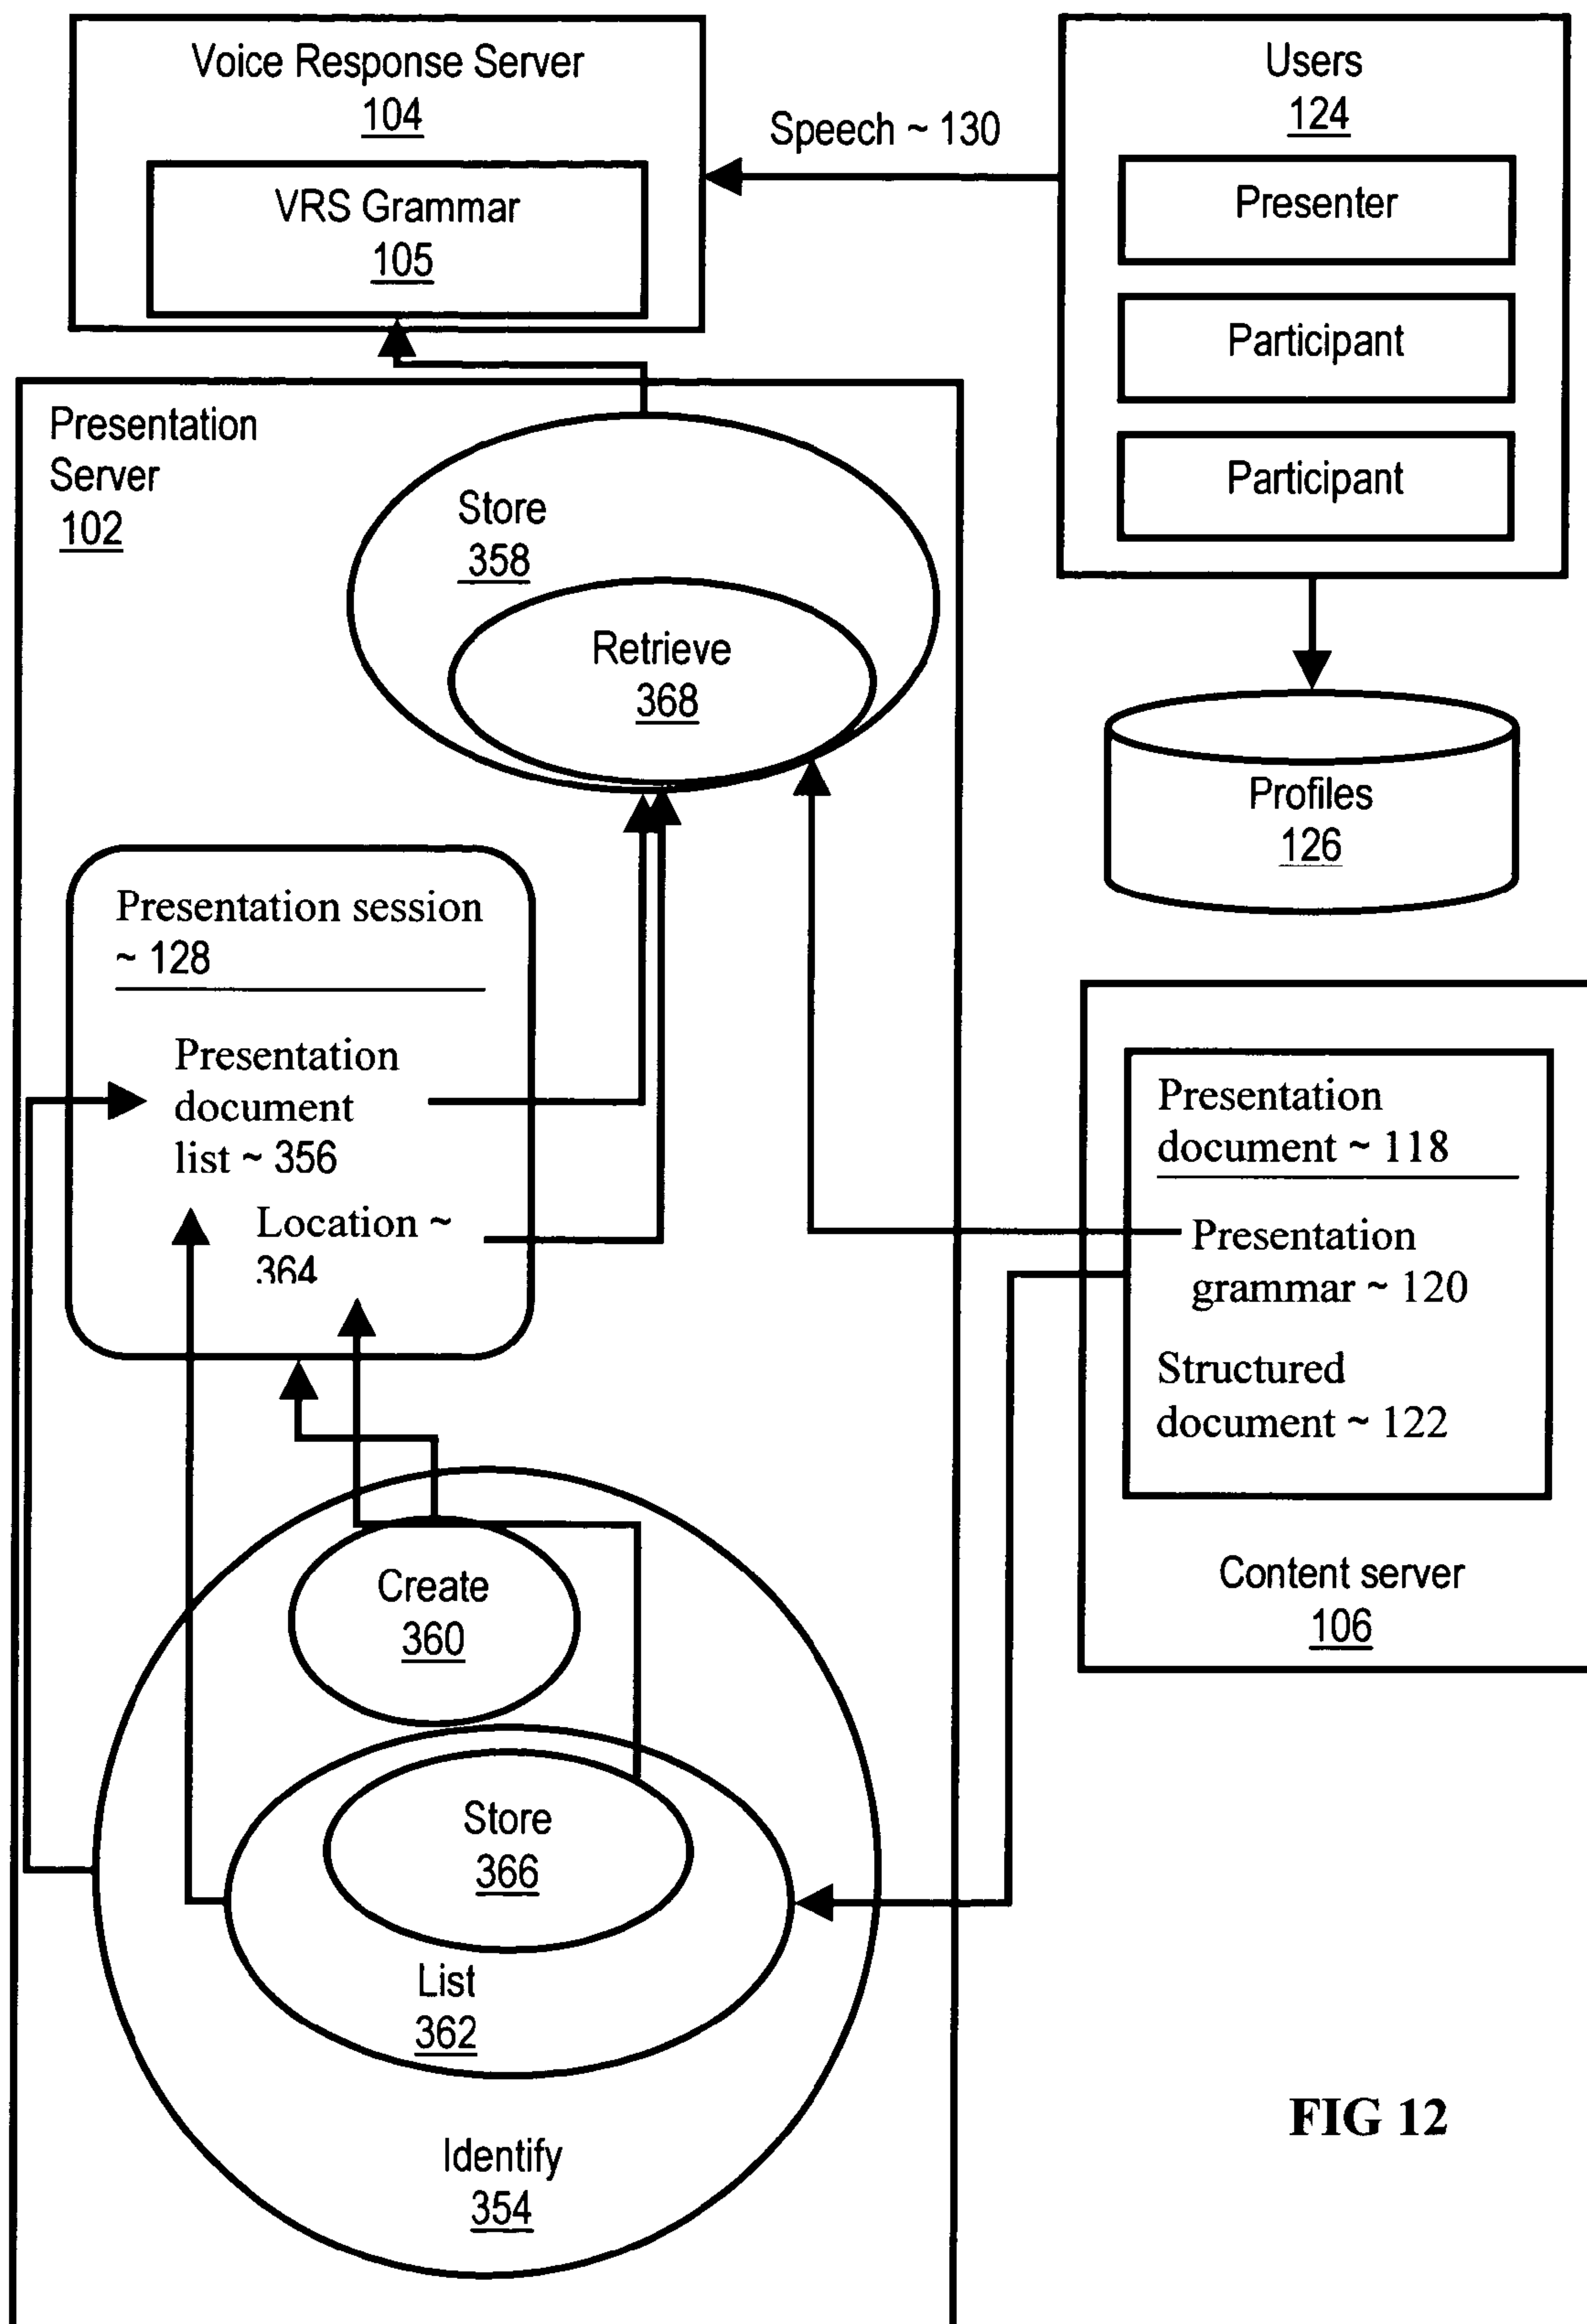 Voice Response Server
104
VRS Grammar
105
Speech ~ 130
Users
124
Presenter
Participant
Participant
Profiles
126
Presentation
Server
102
Store
358
Retrieve
368
Presentation session
~ 128
Presentation
document
list ~ 356
Location ~
364
Presentation
document ~ 118
Presentation
grammar ~ 120
Structured
document ~ 122
Content server
106
Create
360
Store
366
List
362
Identify
354
FIG 12